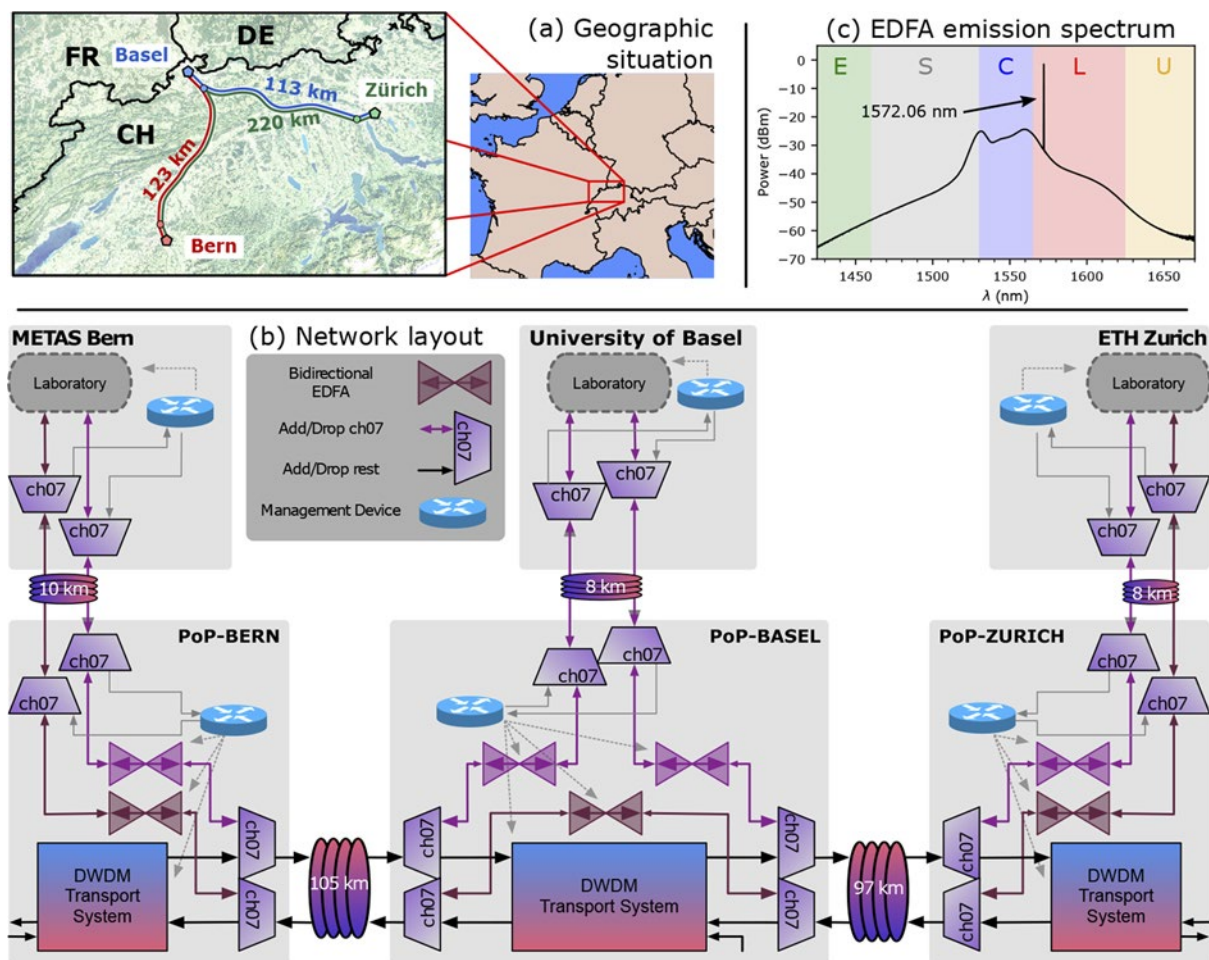 (a) Geographic
situation
FR
DE
CH
Basel
Zürich
Bern
113 km
220 km
123 km
(c) EDFA emission spectrum
E
S
C
L
U
1572.06 nm
Power (dBm)
0
−10
−20
−30
−40
−50
−60
−70
1450
1500
1550
1600
1650
λ (nm)
(b) Network layout
METAS Bern
Laboratory
ch07
ch07
10 km
Bidirectional
EDFA
Add/Drop ch07
ch07
Add/Drop rest
Management Device
University of Basel
Laboratory
ch07
ch07
8 km
ETH Zurich
Laboratory
ch07
ch07
8 km
PoP-BERN
ch07
ch07
ch07
ch07
DWDM
Transport
System
105 km
PoP-BASEL
ch07
ch07
ch07
ch07
DWDM
Transport System
ch07
ch07
97 km
PoP-ZURICH
ch07
ch07
ch07
ch07
DWDM
Transport
System